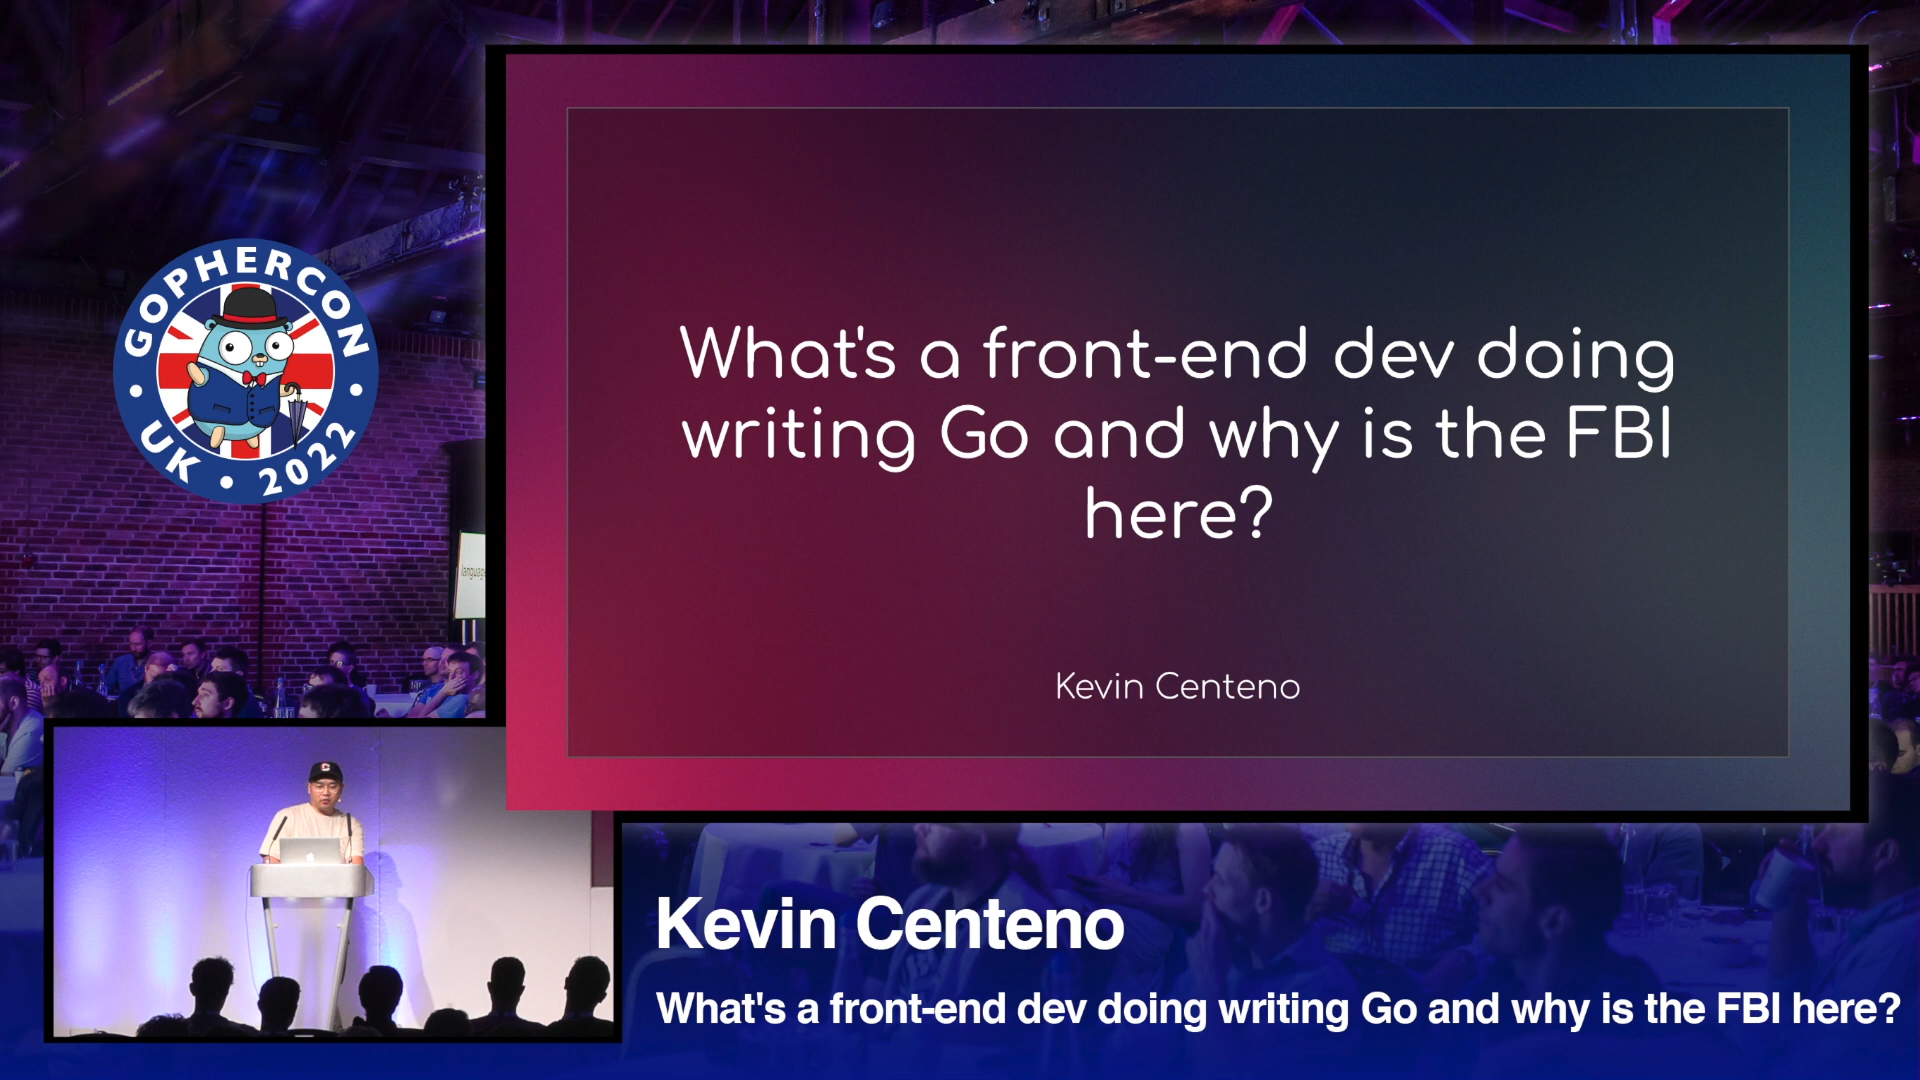 GOPHERCON
UK • 2022
language
What's a front-end dev doing
writing Go and why is the FBI
here?
Kevin Centeno
Kevin Centeno
What's a front-end dev doing writing Go and why is the FBI here?